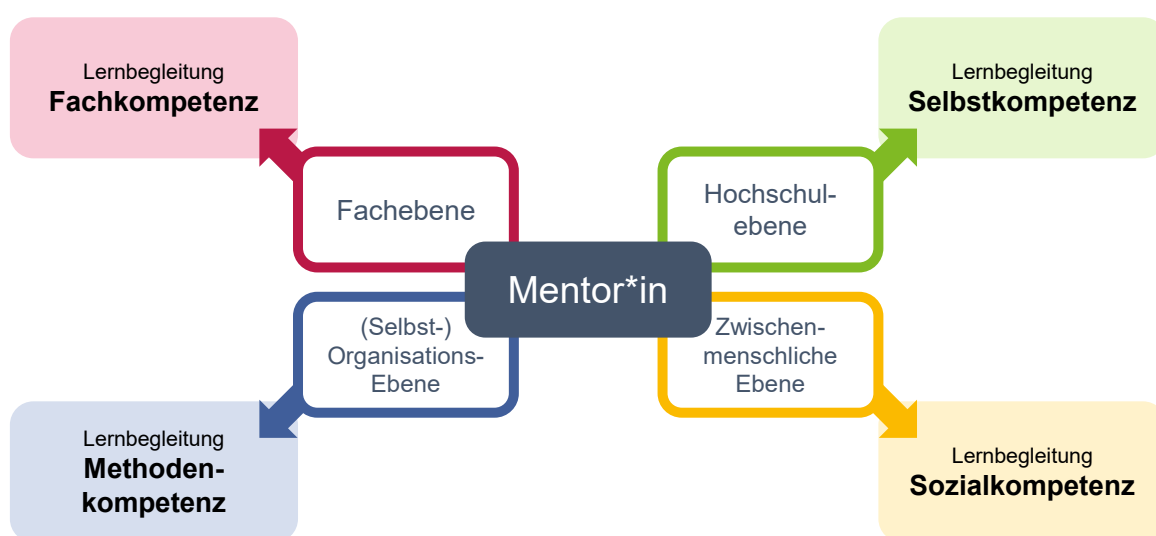 Lernbegleitung
Fachkompetenz
Lernbegleitung
Selbstkompetenz
Fachebene
Hochschul-
ebene
Mentor*in
(Selbst-)
Organisations-
Ebene
Zwischen-
menschliche
Ebene
Lernbegleitung
Methoden-
kompetenz
Lernbegleitung
Sozialkompetenz